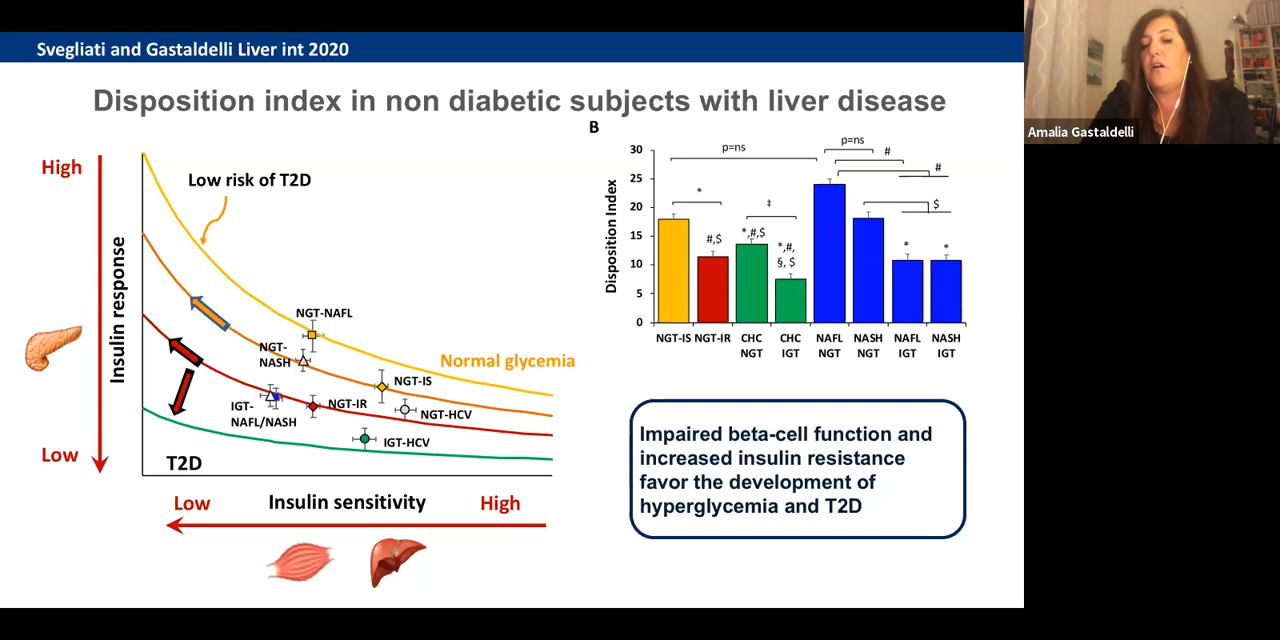 Svegliati and Gastaldelli Liver int 2020
Disposition index in non diabetic subjects with liver disease
Amalia Gastaldelli
High
Low
Insulin response
Low risk of T2D
NGT-NAFL
NGT-
NASH
Normal glycemia
NGT-IS
IGT-
NAFL/NASH
NGT-IR
NGT-HCV
IGT-HCV
T2D
Low
Insulin sensitivity
High
B
Disposition Index
30
25
20
15
10
5
0
p=ns
p=ns
#
#
$
*
‡
#,$
*,#,$
*,#,
§, $
*
*
NGT-IS
NGT-IR
CHC
NGT
CHC
IGT
NAFL
NGT
NASH
NGT
NAFL
IGT
NASH
IGT
Impaired beta-cell function and
increased insulin resistance
favor the development of
hyperglycemia and T2D